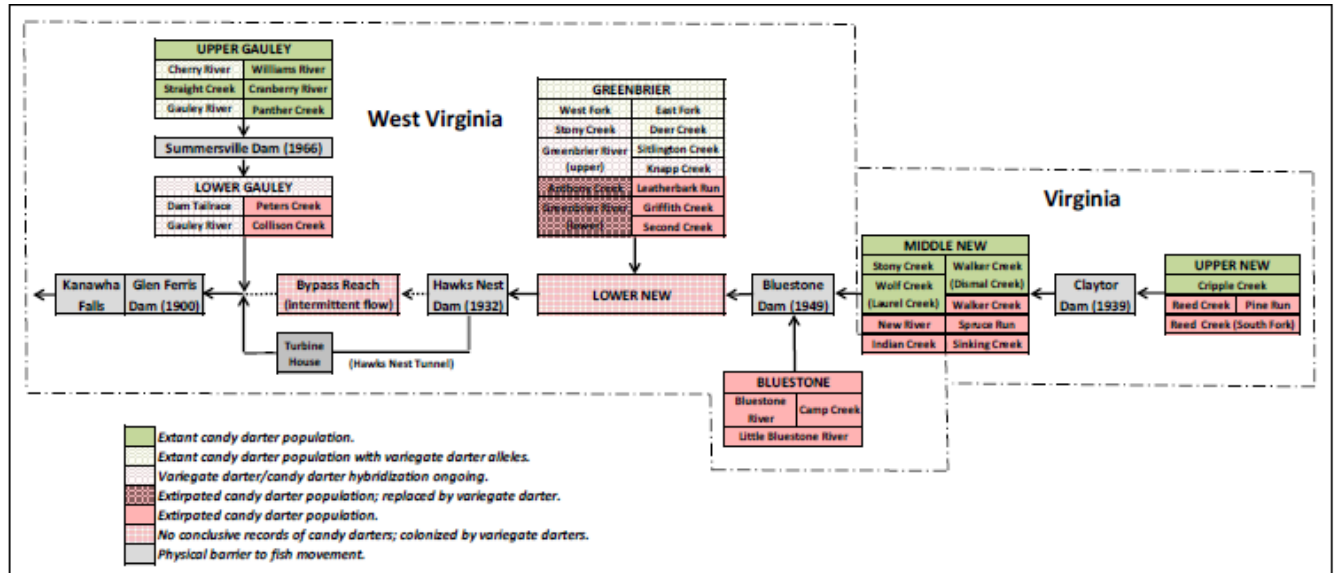 UPPER GAULEY
Cherry River
Williams River
Straight Creek
Cranberry River
Gauley River
Panther Creek
Summersville Dam (1966)
LOWER GAULEY
Dam Tailrace
Peters Creek
Gauley River
Collison Creek
West Virginia
GREENBRIER
West Fork
East Fork
Stony Creek
Deer Creek
Greenbrier River
(upper)
Sitlington Creek
Knapp Creek
Anthony Creek
Leatherbark Run
Greenbrier River
(lower)
Griffith Creek
Second Creek
Virginia
Kanawha
Falls
Glen Ferris
Dam (1900)
Bypass Reach
(intermittent flow)
Hawks Nest
Dam (1932)
LOWER NEW
Bluestone
Dam (1949)
MIDDLE NEW
Stony Creek
Walker Creek
(Dismal Creek)
Wolf Creek
(Laurel Creek)
Walker Creek
New River
Spruce Run
Indian Creek
Sinking Creek
Claytor
Dam (1939)
UPPER NEW
Cripple Creek
Reed Creek
Pine Run
Reed Creek (South Fork)
Turbine
House
(Hawks Nest Tunnel)
BLUESTONE
Bluestone
River
Camp Creek
Little Bluestone River
Extant candy darter population.
Extant candy darter population with variegate darter alleles.
Variegate darter/candy darter hybridization ongoing.
Extirpated candy darter population; replaced by variegate darter.
Extirpated candy darter population.
No conclusive records of candy darters; colonized by variegate darters.
Physical barrier to fish movement.